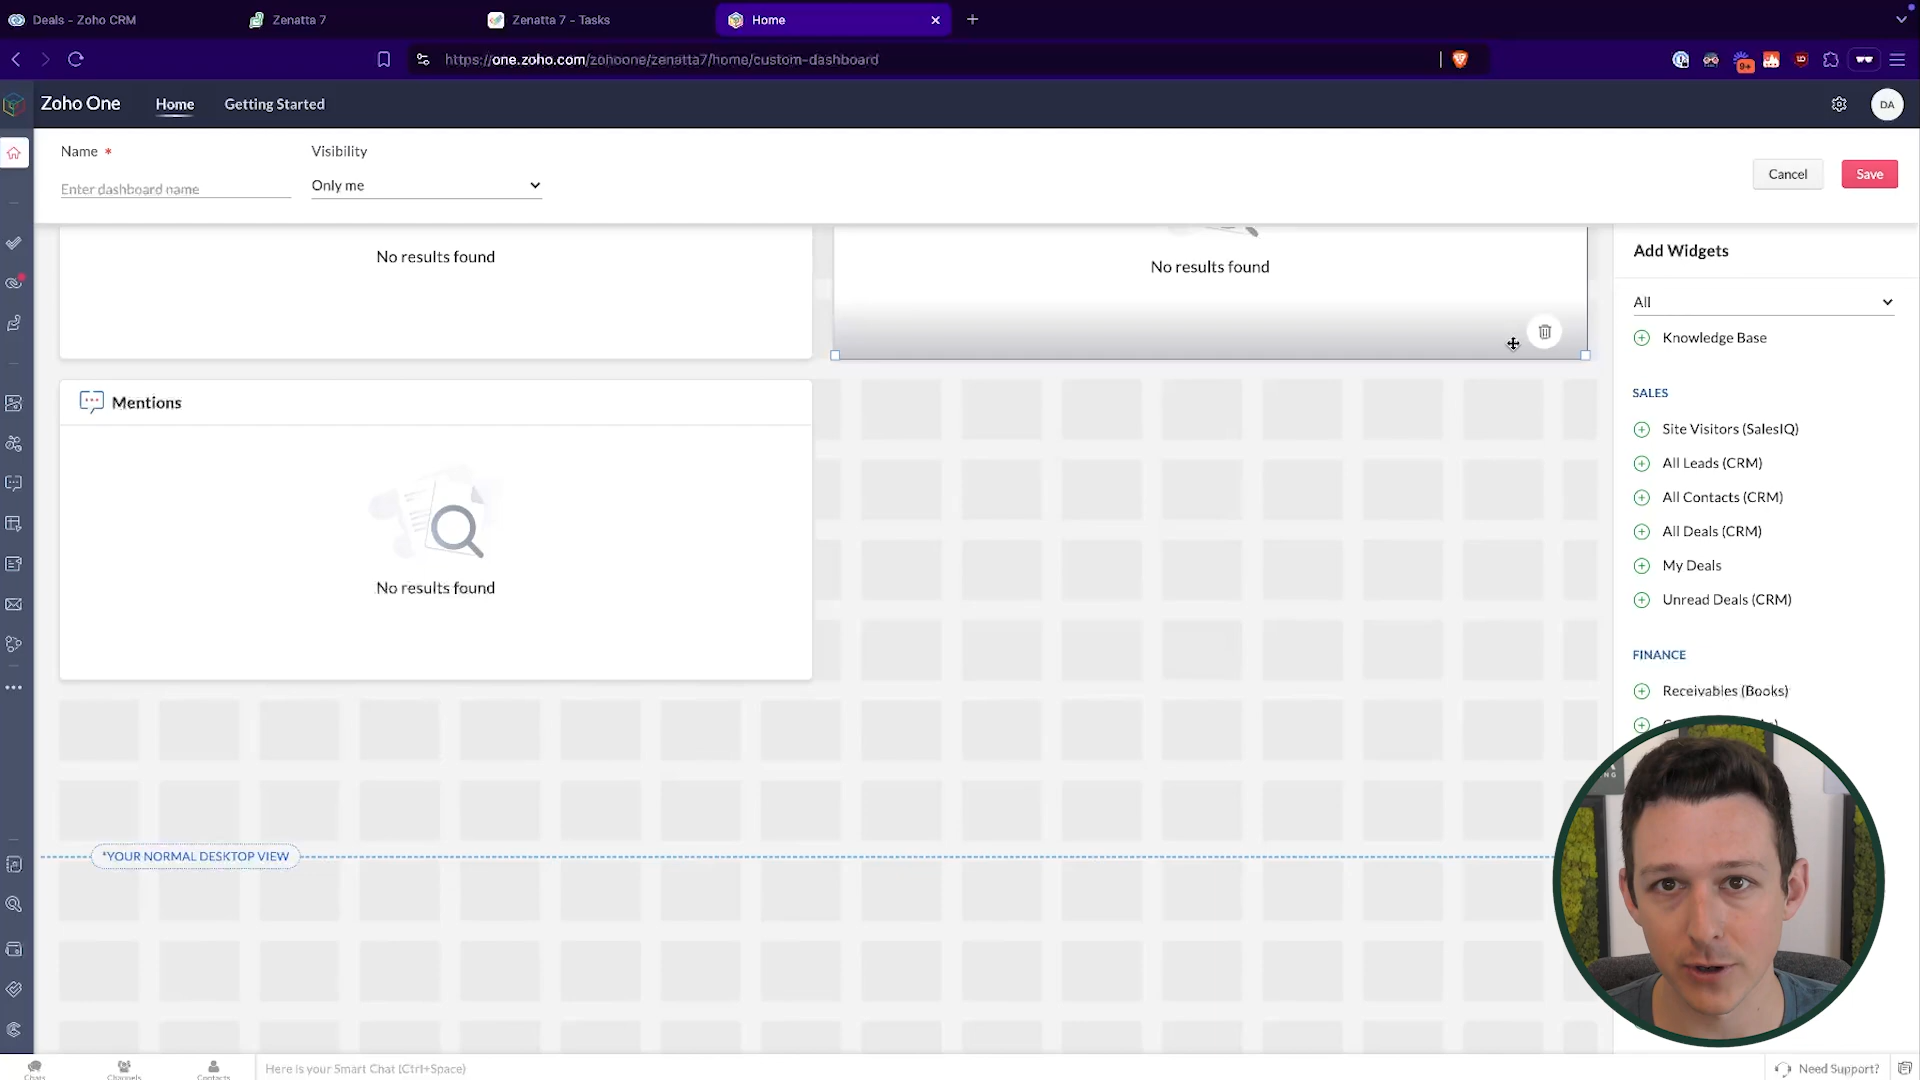 Deals - Zoho CRM
Zenatta 7
Zenatta 7 - Tasks
Home
https://one.zoho.com/zohoone/zenatta7/home/custom-dashboard
9+
Zoho One
Home
Getting Started
DA
Name *
Visibility
Enter dashboard name
Only me
Cancel
Save
No results found
No results found
Add Widgets
All
Knowledge Base
Mentions
No results found
SALES
Site Visitors (SalesIQ)
All Leads (CRM)
All Contacts (CRM)
All Deals (CRM)
My Deals
Unread Deals (CRM)
FINANCE
Receivables (Books)
*YOUR NORMAL DESKTOP VIEW
Chats
Channels
Contacts
Here is your Smart Chat (Ctrl+Space)
Need Support?